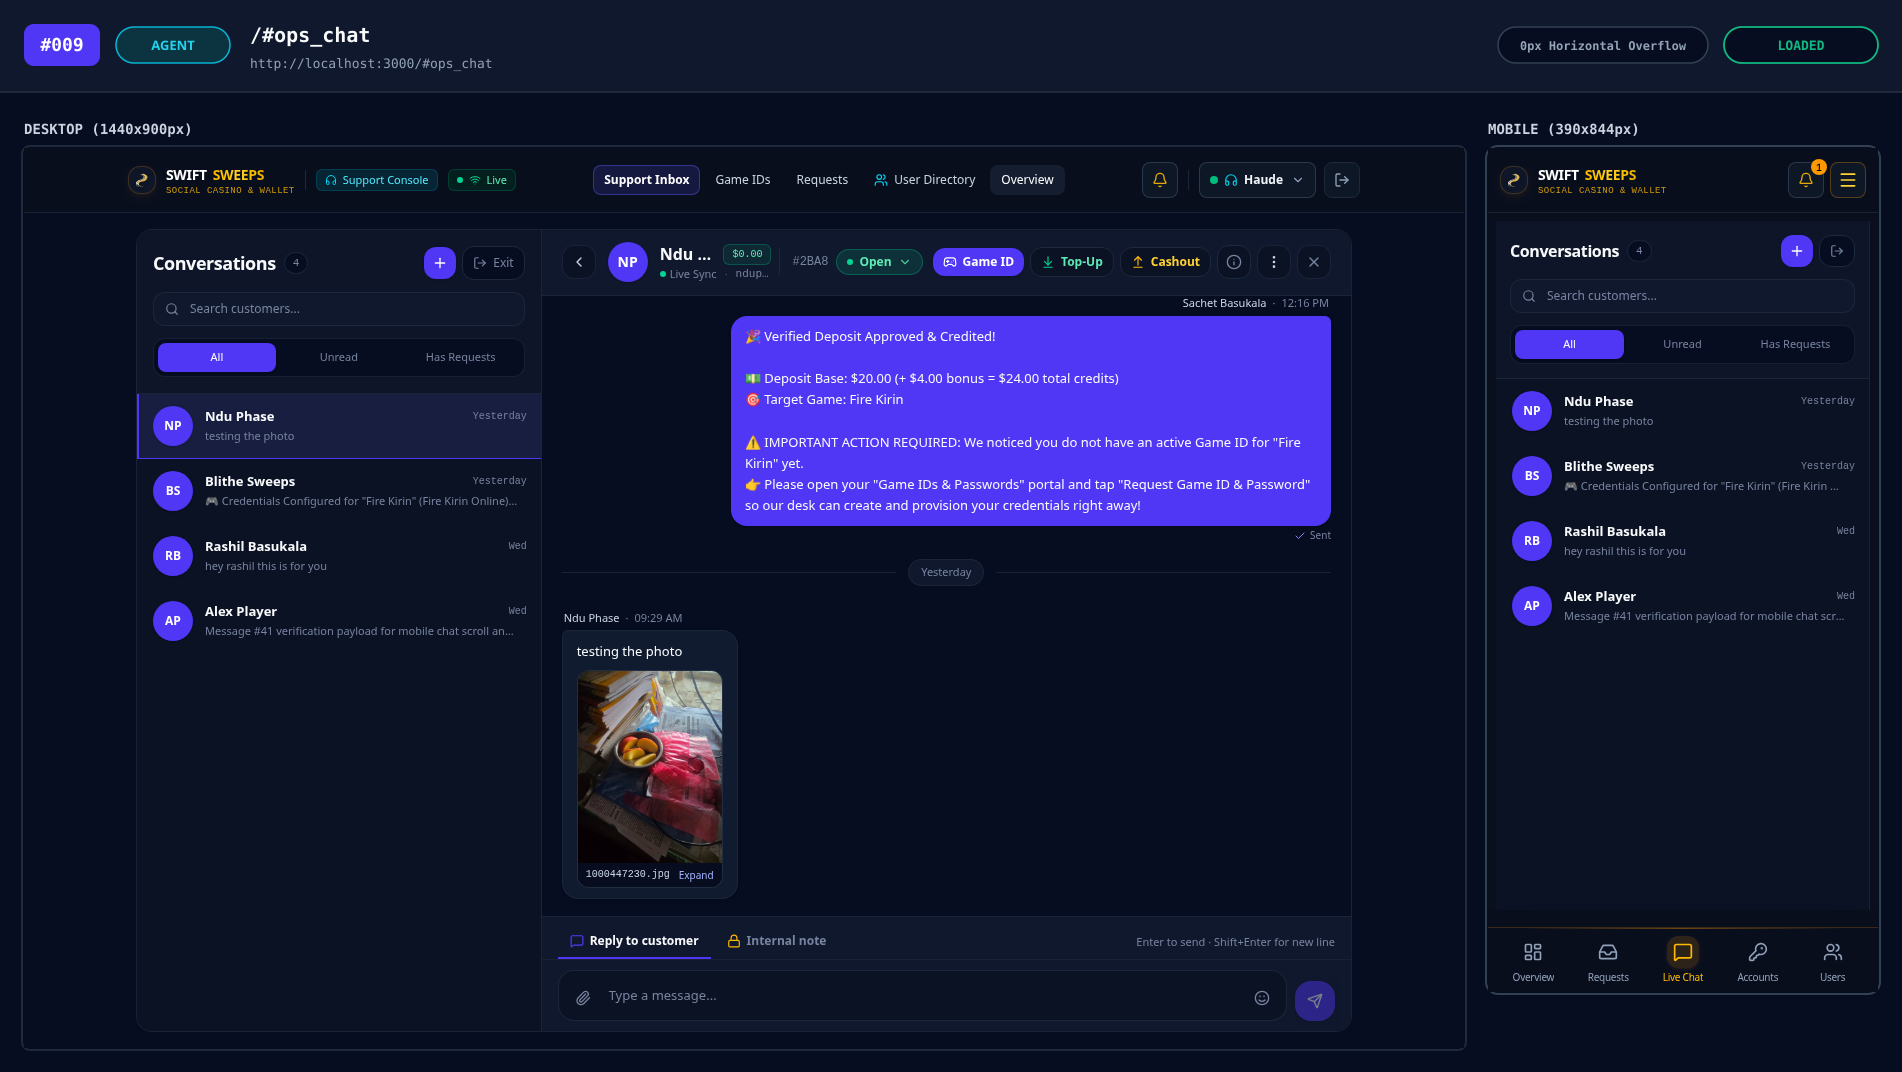 #009
AGENT
/#ops_chat
http://localhost:3000/#ops_chat
0px Horizontal Overflow
LOADED
DESKTOP (1440x900px)
SWIFT SWEEPS
SOCIAL CASINO & WALLET
Support Console
Live
Support Inbox
Game IDs
Requests
User Directory
Overview
Haude
Conversations 4
Exit
Search customers...
All
Unread
Has Requests
NP
Ndu Phase
Yesterday
testing the photo
BS
Blithe Sweeps
Yesterday
🎮 Credentials Configured for "Fire Kirin" (Fire Kirin Online)...
RB
Rashil Basukala
Wed
hey rashil this is for you
AP
Alex Player
Wed
Message #41 verification payload for mobile chat scroll an...
NP
Ndu ...
$0.00
Live Sync · ndup…
#2BA8
Open
Game ID
Top-Up
Cashout
Sachet Basukala · 12:16 PM
🎉 Verified Deposit Approved & Credited!
💵 Deposit Base: $20.00 (+ $4.00 bonus = $24.00 total credits)
🎯 Target Game: Fire Kirin
⚠️ IMPORTANT ACTION REQUIRED: We noticed you do not have an active Game ID for "Fire
Kirin" yet.
👉 Please open your "Game IDs & Passwords" portal and tap "Request Game ID & Password"
so our desk can create and provision your credentials right away!
Sent
Yesterday
Ndu Phase · 09:29 AM
testing the photo
1000447230.jpg Expand
Reply to customer
Internal note
Enter to send · Shift+Enter for new line
Type a message...
MOBILE (390x844px)
SWIFT SWEEPS
SOCIAL CASINO & WALLET
1
Conversations 4
Search customers...
All
Unread
Has Requests
NP
Ndu Phase
Yesterday
testing the photo
BS
Blithe Sweeps
Yesterday
🎮 Credentials Configured for "Fire Kirin" (Fire Kirin ...
RB
Rashil Basukala
Wed
hey rashil this is for you
AP
Alex Player
Wed
Message #41 verification payload for mobile chat scr...
Overview
Requests
Live Chat
Accounts
Users